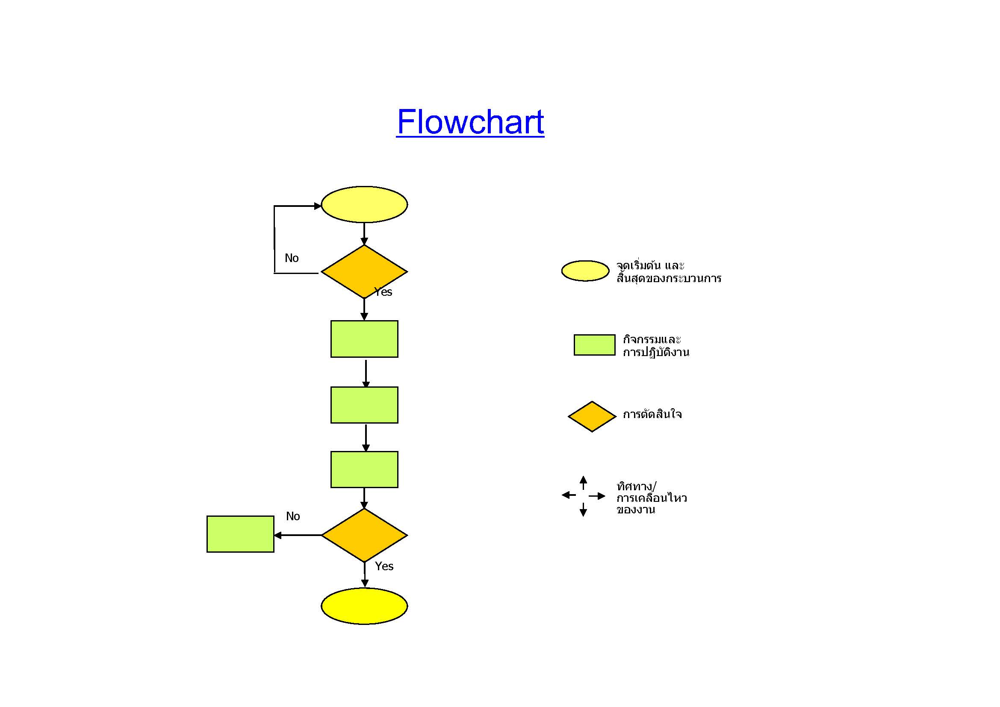 Flowchart
No
Yes
No
Yes
จุดเริ่มต้น และ
สิ้นสุดของกระบวนการ
กิจกรรมและ
การปฏิบัติงาน
การตัดสินใจ
ทิศทาง/
การเคลื่อนไหว
ของงาน